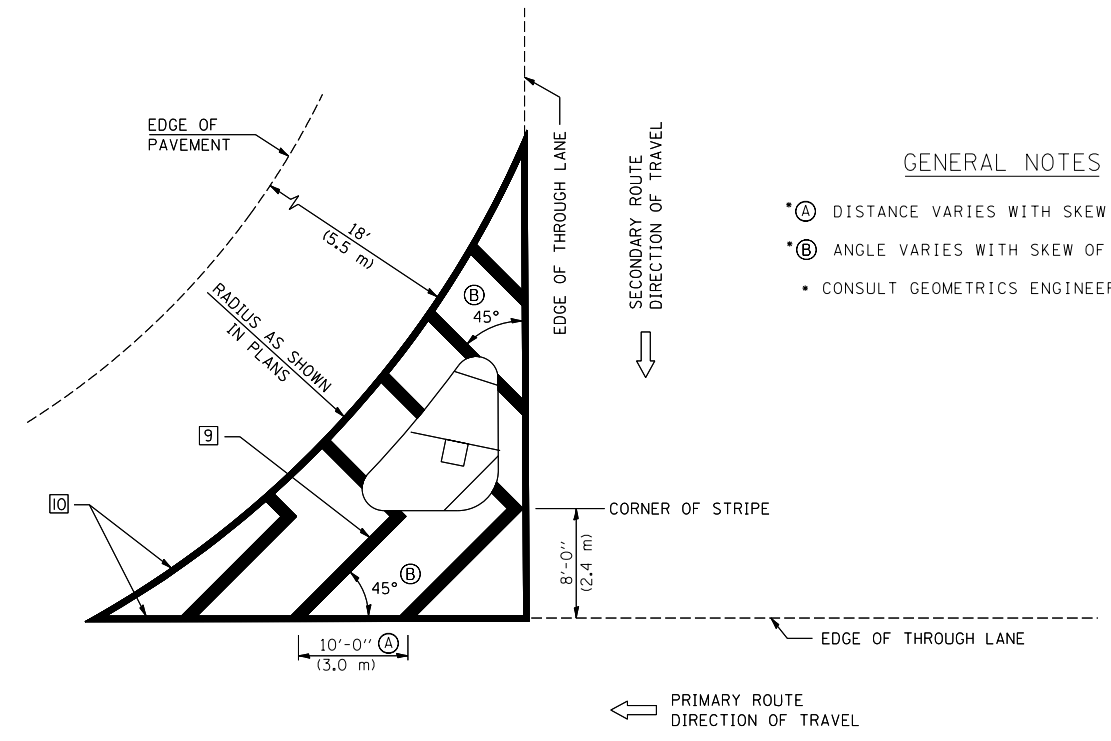 EDGE OF
PAVEMENT
18'
(5.5 m)
RADIUS AS SHOWN
IN PLANS
EDGE OF THROUGH LANE
SECONDARY ROUTE
DIRECTION OF TRAVEL
GENERAL NOTES
* A DISTANCE VARIES WITH SKEW
* B ANGLE VARIES WITH SKEW OF
* CONSULT GEOMETRICS ENGINEER
B
45°
9
10
CORNER OF STRIPE
8'-0"
(2.4 m)
45° B
10'-0" A
(3.0 m)
EDGE OF THROUGH LANE
PRIMARY ROUTE
DIRECTION OF TRAVEL